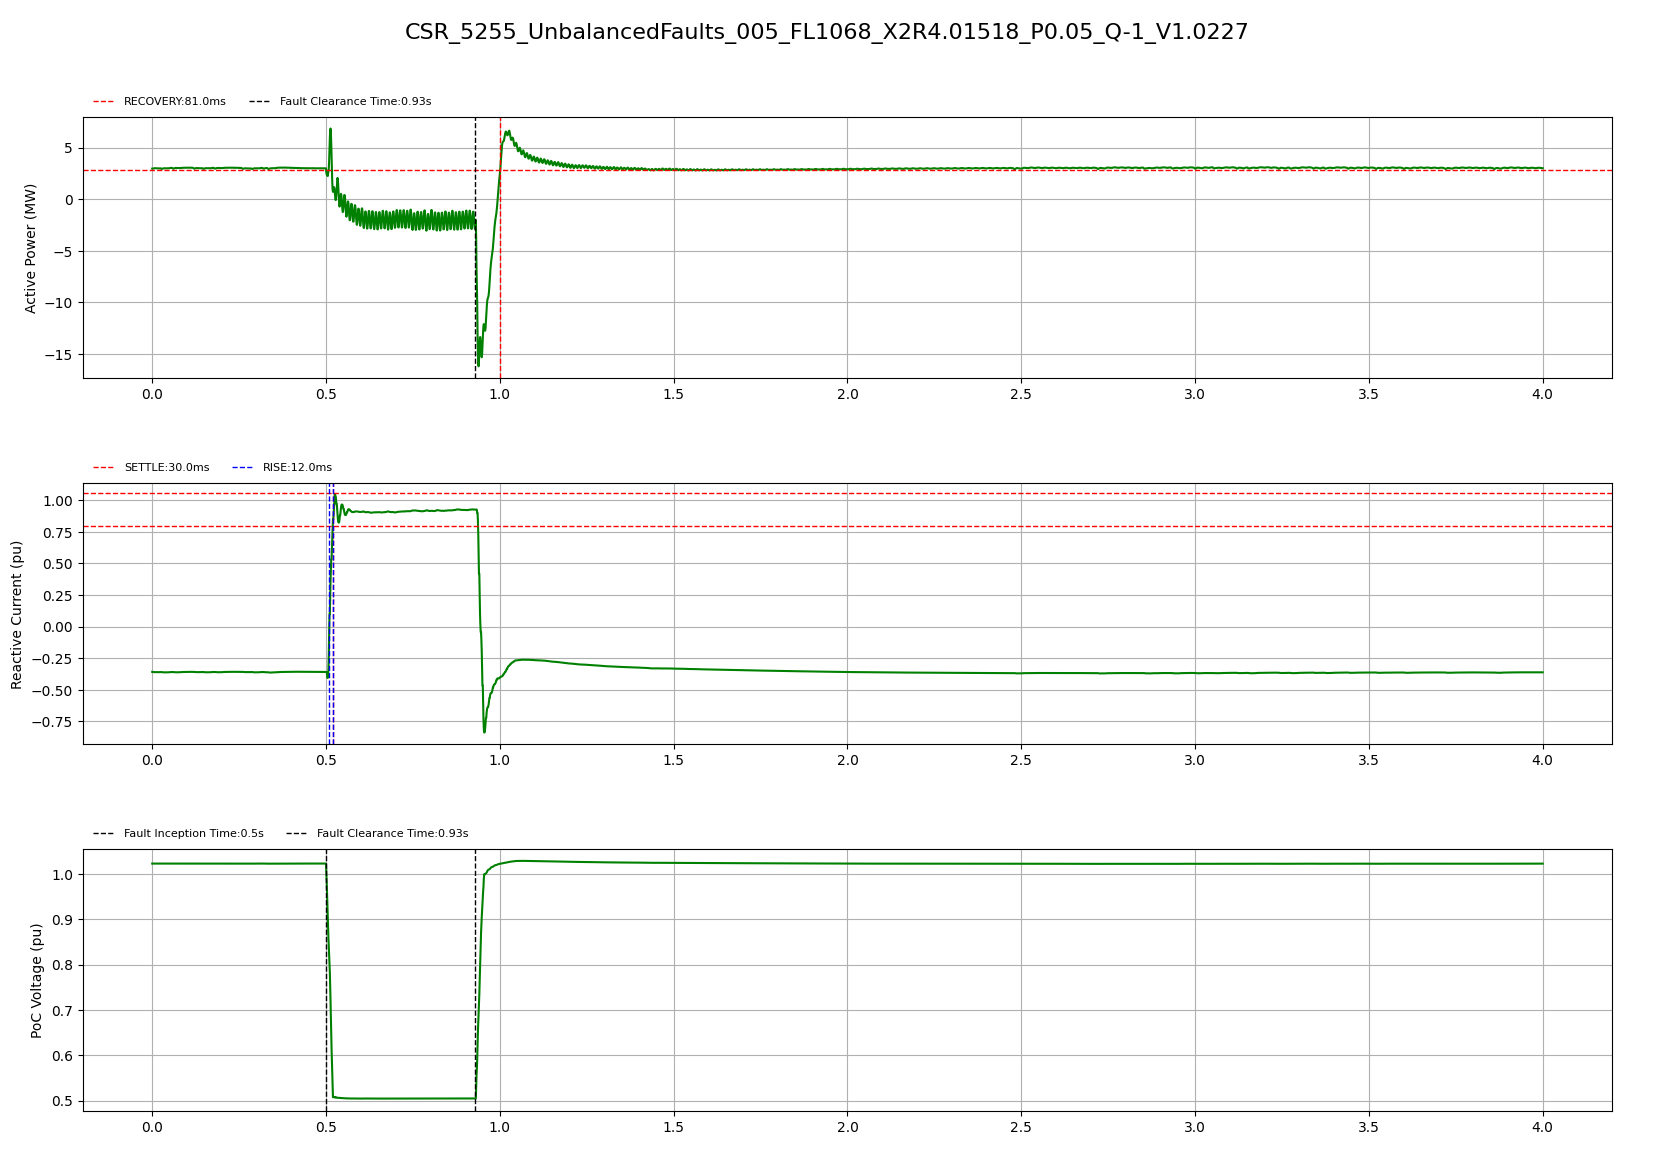 CSR_5255_UnbalancedFaults_005_FL1068_X2R4.01518_P0.05_Q-1_V1.0227
RECOVERY:81.0ms Fault Clearance Time:0.93s
Active Power (MW)
5
0
−5
−10
−15
0.0 0.5 1.0 1.5 2.0 2.5 3.0 3.5 4.0
SETTLE:30.0ms RISE:12.0ms
Reactive Current (pu)
1.00
0.75
0.50
0.25
0.00
−0.25
−0.50
−0.75
0.0 0.5 1.0 1.5 2.0 2.5 3.0 3.5 4.0
Fault Inception Time:0.5s Fault Clearance Time:0.93s
PoC Voltage (pu)
1.0
0.9
0.8
0.7
0.6
0.5
0.0 0.5 1.0 1.5 2.0 2.5 3.0 3.5 4.0